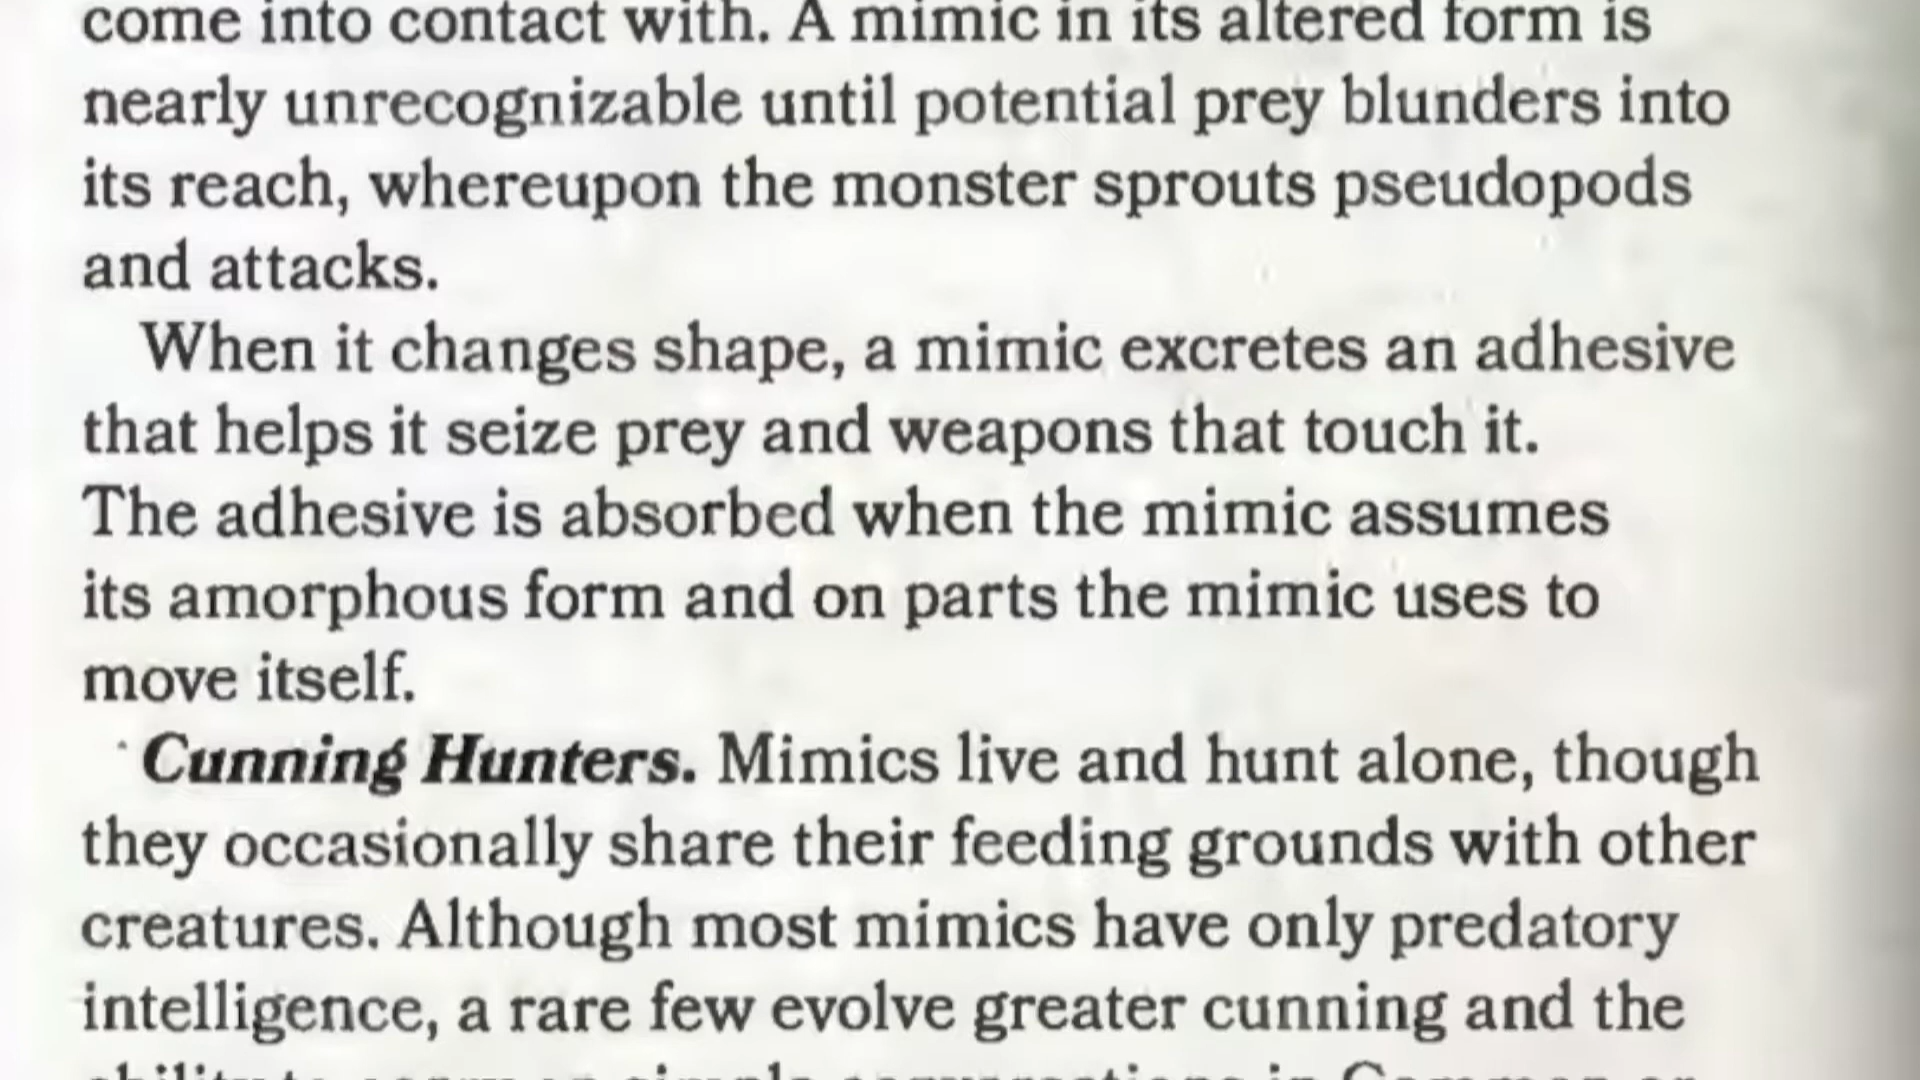 come into contact with. A mimic in its altered form is
nearly unrecognizable until potential prey blunders into
its reach, whereupon the monster sprouts pseudopods
and attacks.
When it changes shape, a mimic excretes an adhesive
that helps it seize prey and weapons that touch it.
The adhesive is absorbed when the mimic assumes
its amorphous form and on parts the mimic uses to
move itself.
Cunning Hunters. Mimics live and hunt alone, though
they occasionally share their feeding grounds with other
creatures. Although most mimics have only predatory
intelligence, a rare few evolve greater cunning and the